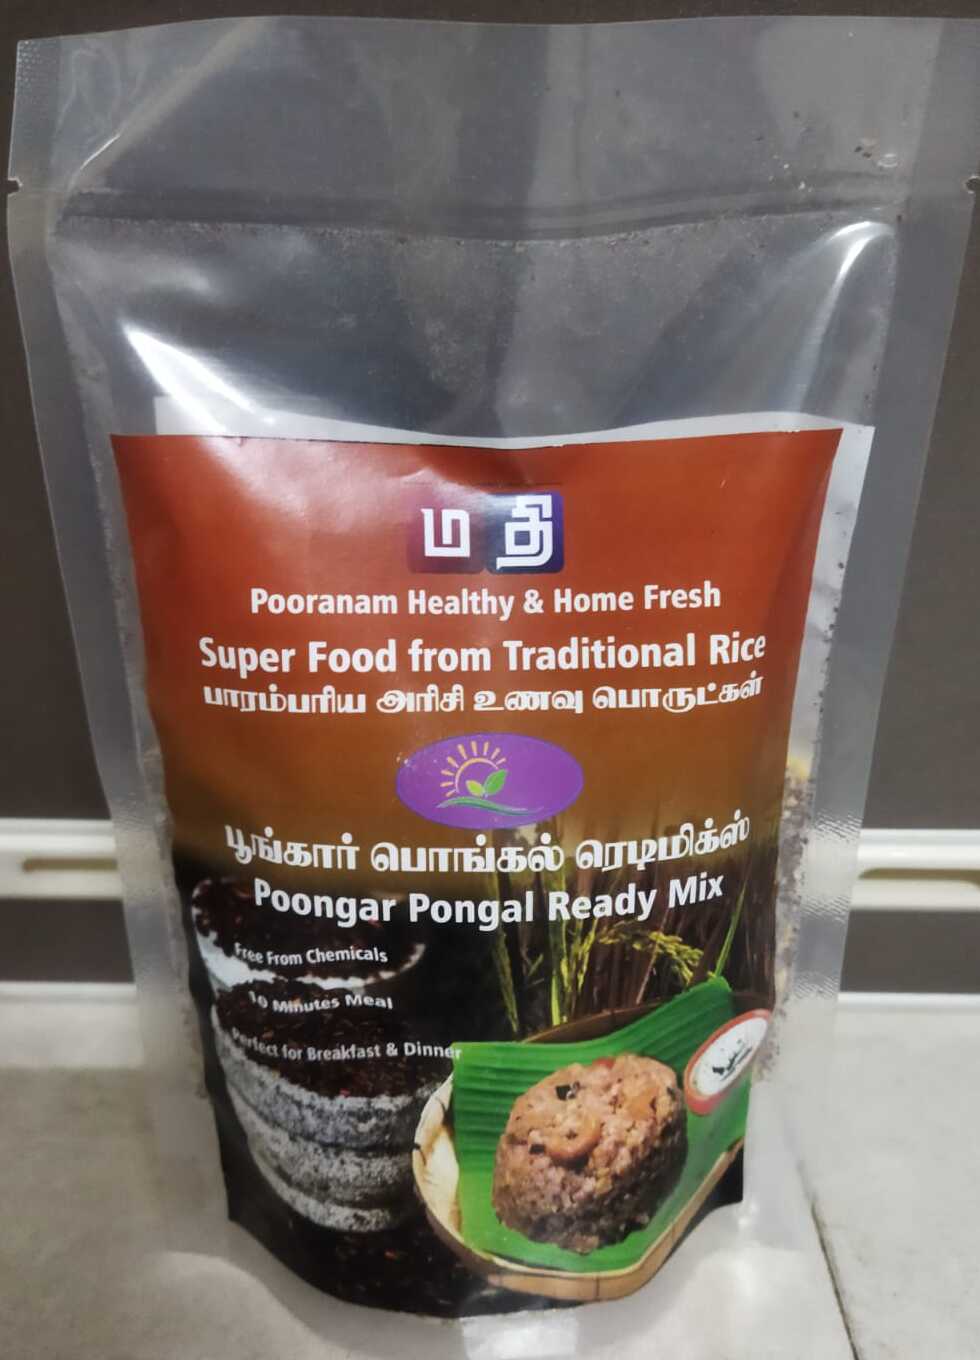 மதி
Pooranam Healthy & Home Fresh
Super Food from Traditional Rice
பாரம்பரிய அரிசி உணவு பொருட்கள்
பூங்கார் பொங்கல் ரெடிமிக்ஸ்
Poongar Pongal Ready Mix
Free From Chemicals
10 Minutes Meal
Perfect for Breakfast & Dinner